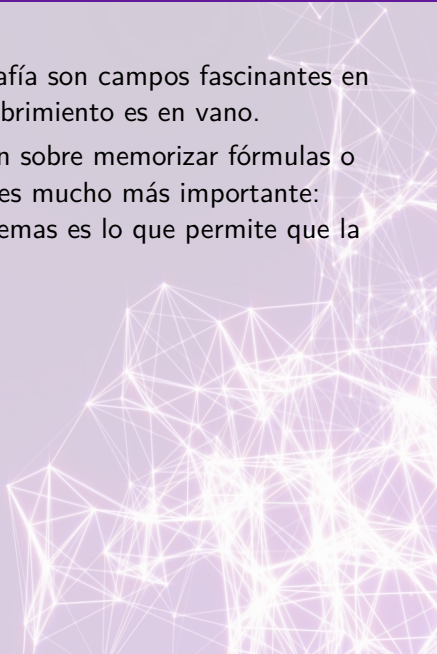 afía son campos fascinantes en
brimiento es en vano.
n sobre memorizar fórmulas o
es mucho más importante:
emas es lo que permite que la